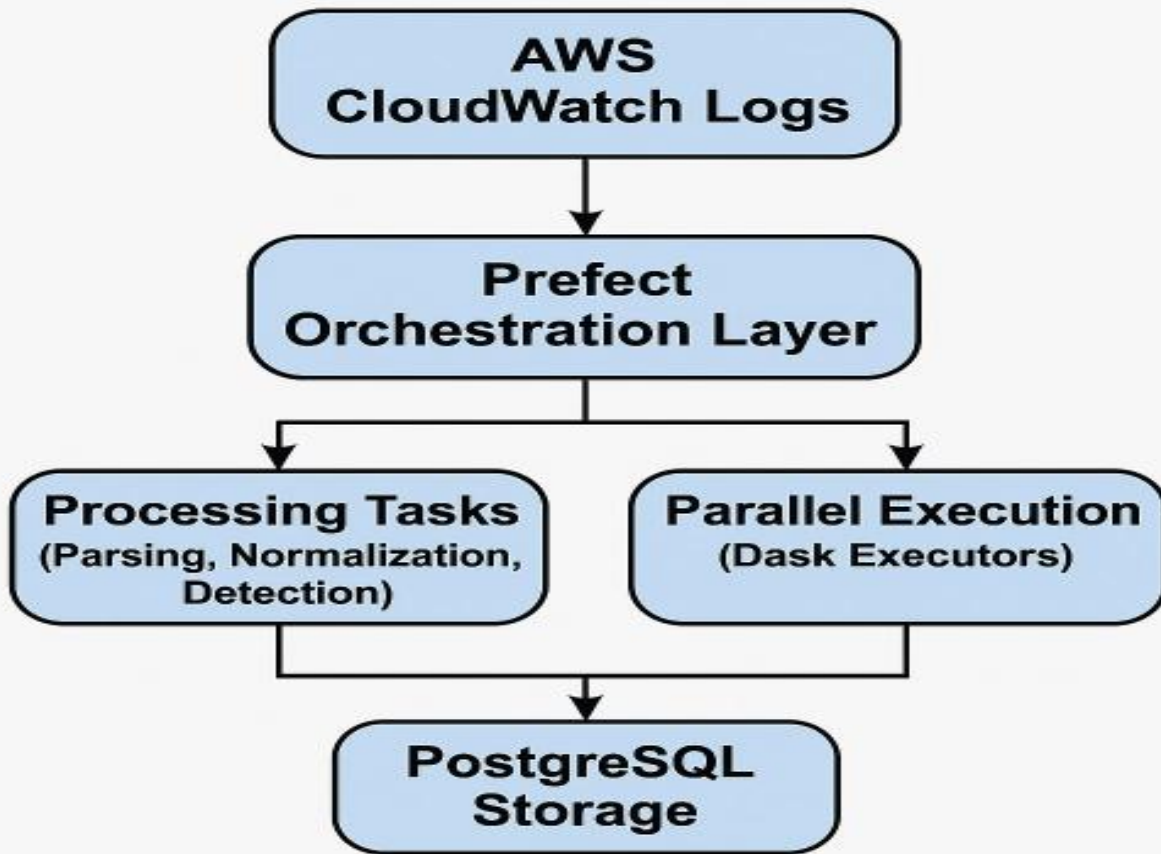 AWS
CloudWatch Logs
Prefect
Orchestration Layer
Processing Tasks
(Parsing, Normalization,
Detection)
Parallel Execution
(Dask Executors)
PostgreSQL
Storage